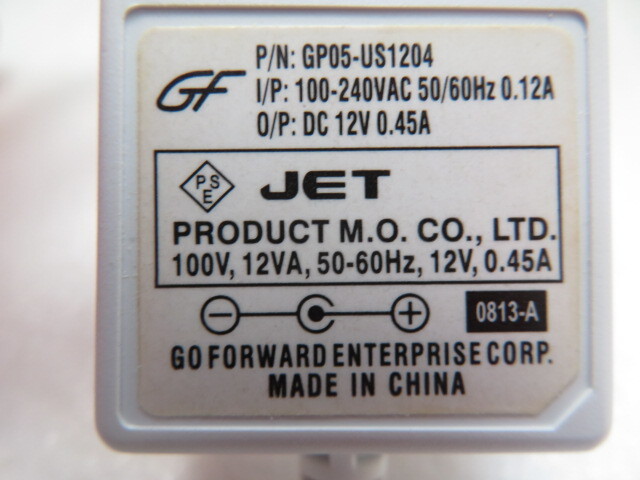 GF
P/N: GP05-US1204
I/P: 100-240VAC 50/60Hz 0.12A
O/P: DC 12V 0.45A
PSE
JET
PRODUCT M.O. CO., LTD.
100V, 12VA, 50-60Hz, 12V, 0.45A
0813-A
GO FORWARD ENTERPRISE CORP.
MADE IN CHINA